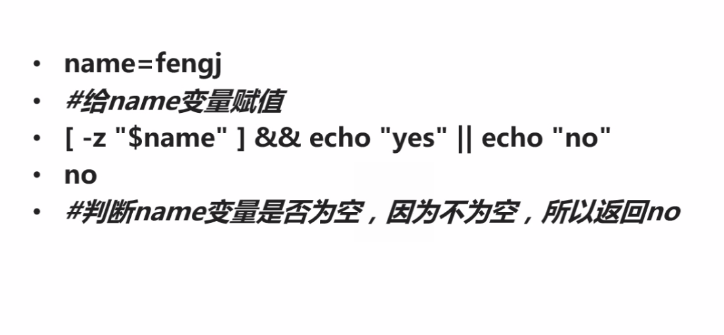 • name=fengj
• #给name变量赋值
• [ -z "$name" ] && echo "yes" || echo "no"
• no
• #判断name变量是否为空，因为不为空，所以返回no